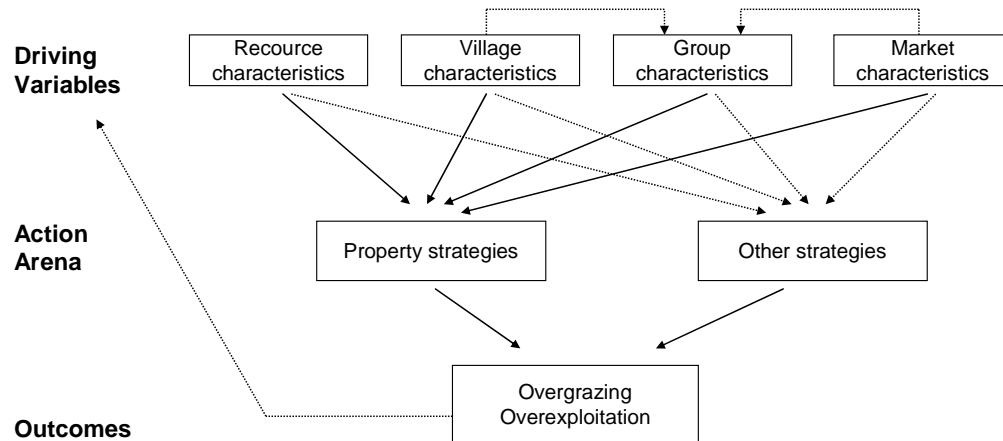 Driving
Variables
Recource
characteristics
Village
characteristics
Group
characteristics
Market
characteristics
Action
Arena
Property strategies
Other strategies
Outcomes
Overgrazing
Overexploitation